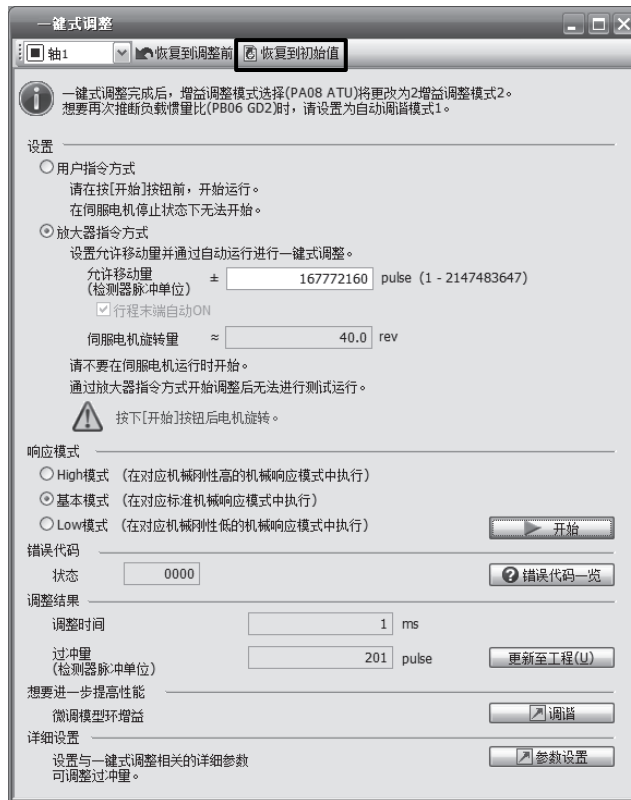 一键式调整
轴1 恢复到调整前 恢复到初始值
一键式调整完成后，增益调整模式选择(PA08 ATU)将更改为2增益调整模式2。
想要再次推断负载惯量比(PB06 GD2)时，请设置为自动调谐模式1。
设置
用户指令方式
请在按[开始]按钮前，开始运行。
在伺服电机停止状态下无法开始。
放大器指令方式
设置允许移动量并通过自动运行进行一键式调整。
允许移动量
(检测器脉冲单位) ± 167772160 pulse (1 - 2147483647)
行程末端自动ON
伺服电机旋转量 ≈ 40.0 rev
请不要在伺服电机运行时开始。
通过放大器指令方式开始调整后无法进行测试运行。
按下[开始]按钮后电机旋转。
响应模式
High模式 (在对应机械刚性高的机械响应模式中执行)
基本模式 (在对应标准机械响应模式中执行)
Low模式 (在对应机械刚性低的机械响应模式中执行) 开始
错误代码
状态 0000 错误代码一览
调整结果
调整时间 1 ms
过冲量
(检测器脉冲单位) 201 pulse 更新至工程(U)
想要进一步提高性能
微调模型环增益 调谐
详细设置
设置与一键式调整相关的详细参数 参数设置
可调整过冲量。